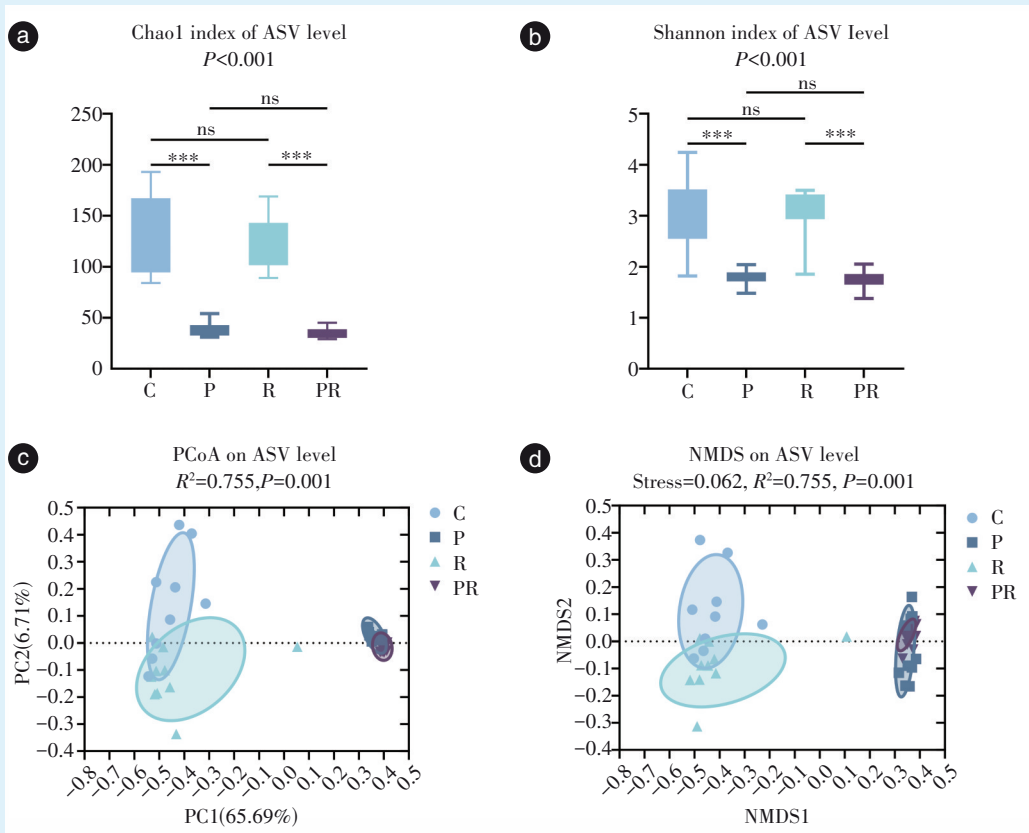 a
Chao1 index of ASV level
P<0.001
ns
ns
***
***
250
200
150
100
50
0
C
P
R
PR
b
Shannon index of ASV Ievel
P<0.001
ns
ns
***
***
5
4
3
2
1
0
C
P
R
PR
c
PCoA on ASV level
R²=0.755,P=0.001
C
P
R
PR
PC2(6.71%)
0.5
0.4
0.3
0.2
0.1
0.0
−0.1
−0.2
−0.3
−0.4
−0.8
−0.7
−0.6
−0.5
−0.4
−0.3
−0.2
−0.1
0.0
0.1
0.2
0.3
0.4
0.5
PC1(65.69%)
d
NMDS on ASV level
Stress=0.062, R²=0.755, P=0.001
C
P
R
PR
NMDS2
0.5
0.4
0.3
0.2
0.1
0.0
−0.1
−0.2
−0.3
−0.4
−0.8
−0.7
−0.6
−0.5
−0.4
−0.3
−0.2
−0.1
0.0
0.1
0.2
0.3
0.4
0.5
NMDS1